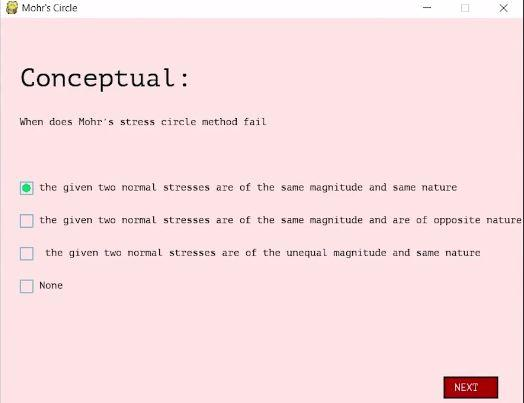 Mohr's Circle
Conceptual:
When does Mohr's stress circle method fail
the given two normal stresses are of the same magnitude and same nature
the given two normal stresses are of the same magnitude and are of opposite nature
the given two normal stresses are of the unequal magnitude and same nature
None
NEXT